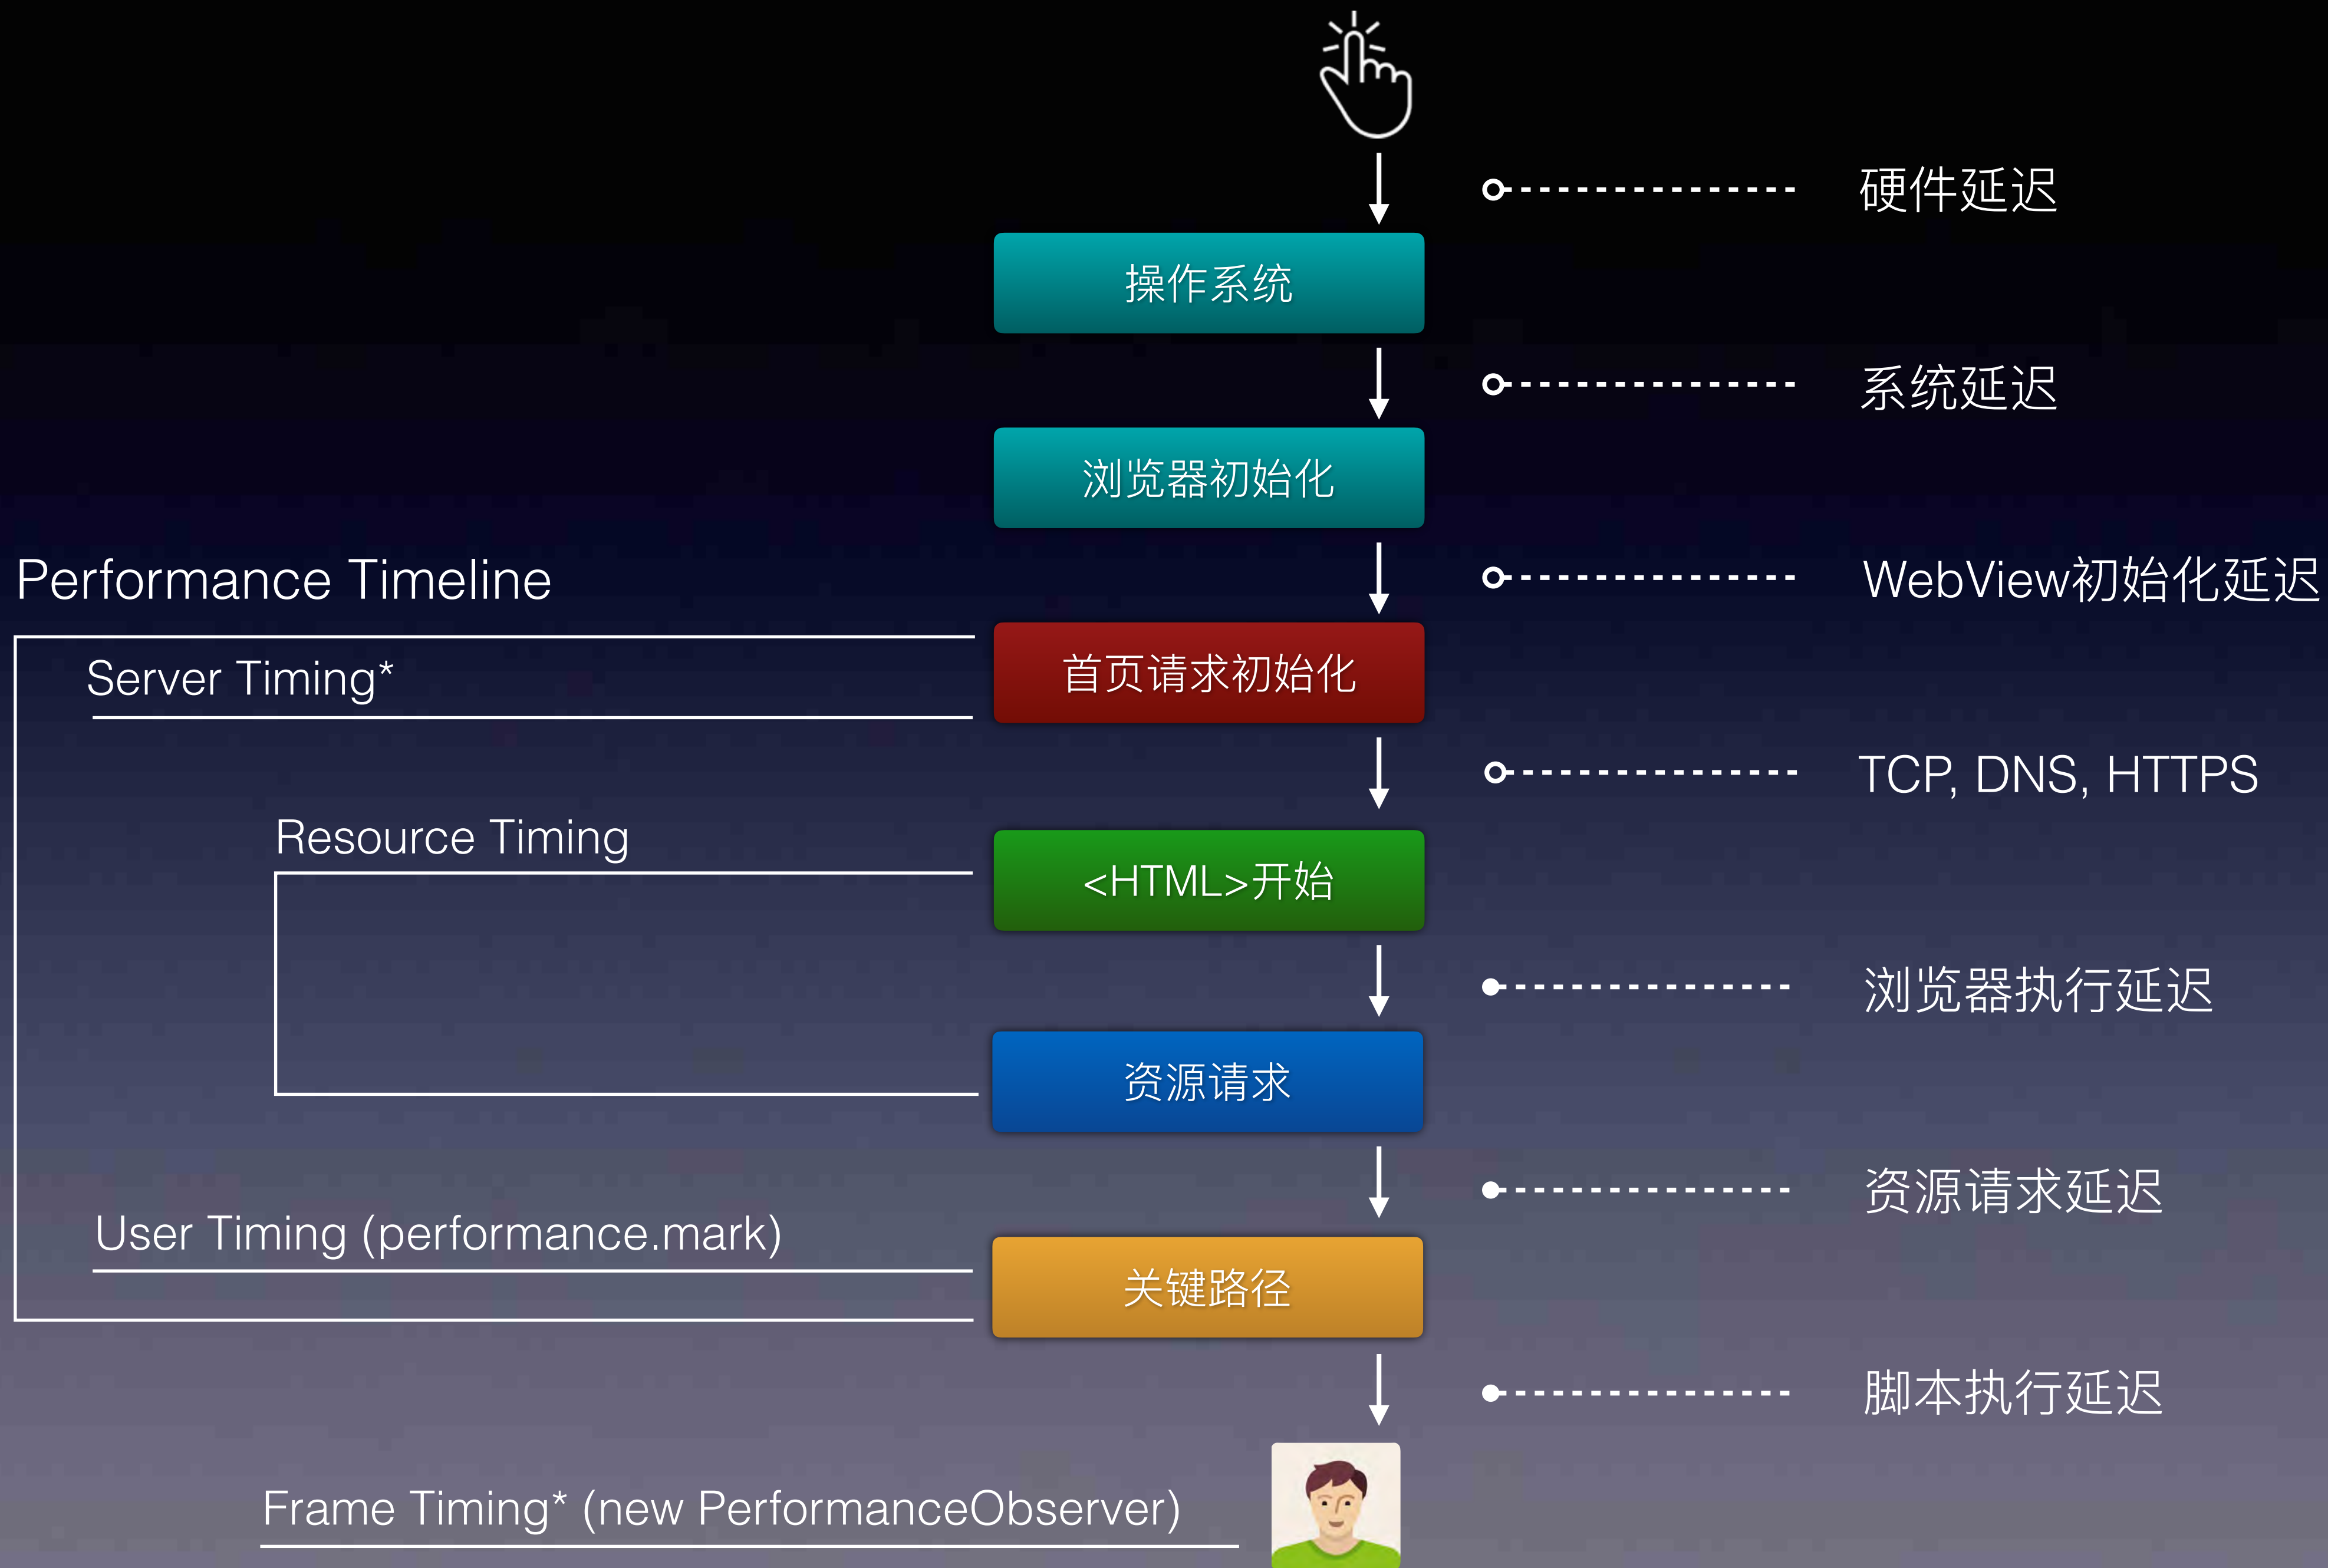 硬件延迟
操作系统
系统延迟
浏览器初始化
Performance Timeline
WebView初始化延迟
Server Timing*
首页请求初始化
TCP, DNS, HTTPS
Resource Timing
<HTML>开始
浏览器执行延迟
资源请求
资源请求延迟
User Timing (performance.mark)
关键路径
脚本执行延迟
Frame Timing* (new PerformanceObserver)